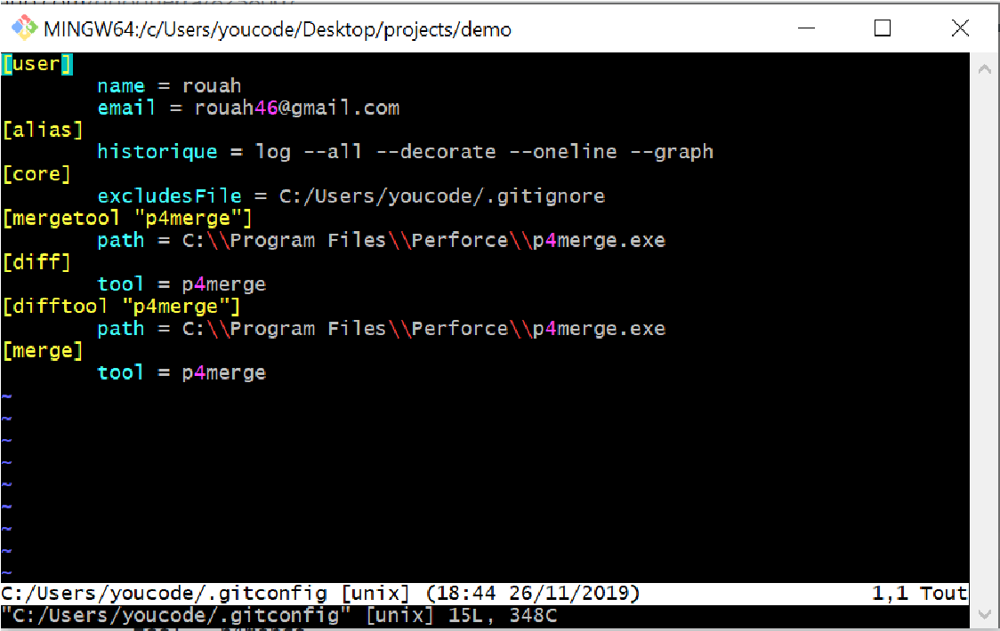 MINGW64:/c/Users/youcode/Desktop/projects/demo
[user]
name = rouah
email = rouah46@gmail.com
[alias]
historique = log --all --decorate --oneline --graph
[core]
excludesFile = C:/Users/youcode/.gitignore
[mergetool "p4merge"]
path = C:\\Program Files\\Perforce\\p4merge.exe
[diff]
tool = p4merge
[difftool "p4merge"]
path = C:\\Program Files\\Perforce\\p4merge.exe
[merge]
tool = p4merge
~
~
~
~
~
~
~
~
~
C:/Users/youcode/.gitconfig [unix] (18:44 26/11/2019) 1,1 Tout
"C:/Users/youcode/.gitconfig" [unix] 15L, 348C